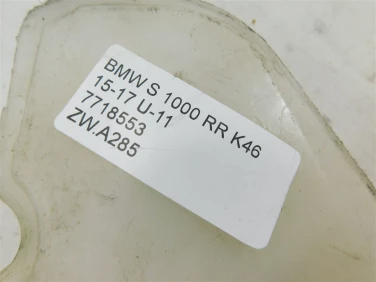 BMW S 1000 RR K46
15-17 U-11
7718553
ZW.A285